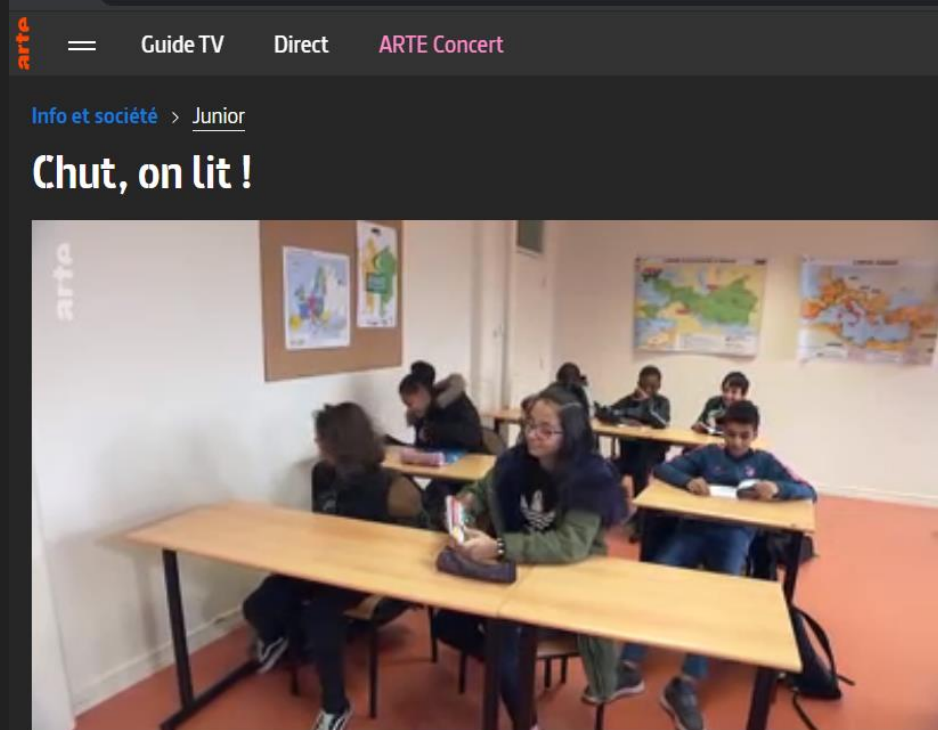 arte
Guide TV Direct ARTE Concert
Info et société > Junior
Chut, on lit !
arte